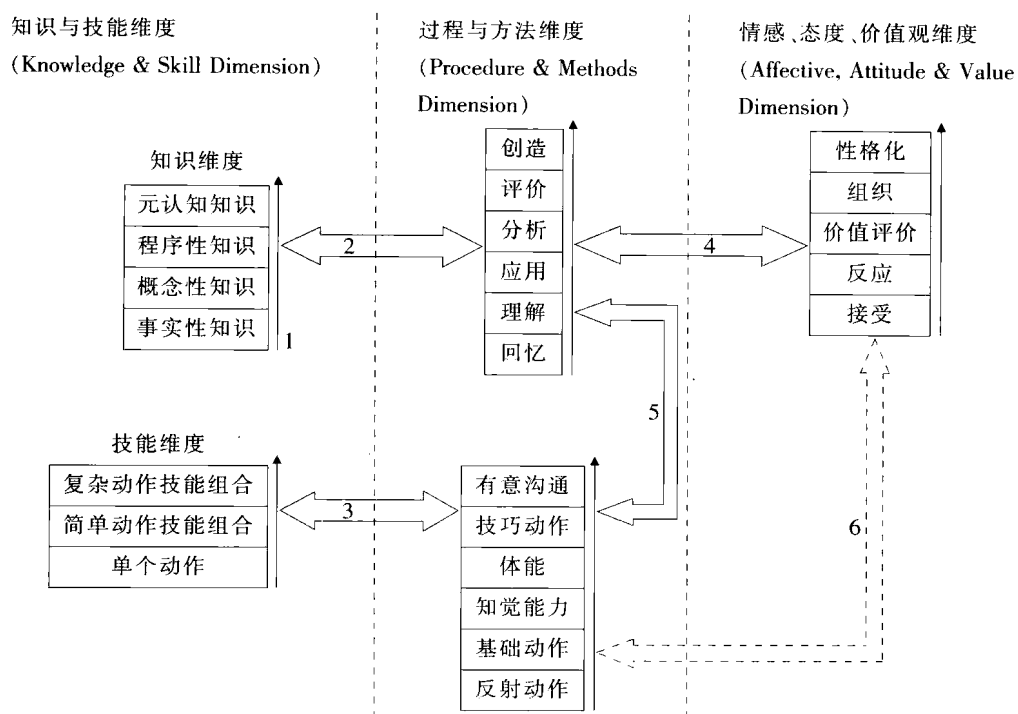 知识与技能维度
(Knowledge & Skill Dimension)
过程与方法维度
(Procedure & Methods
Dimension)
情感、态度、价值观维度
(Affective, Attitude & Value
Dimension)
知识维度
元认知知识
程序性知识
概念性知识
事实性知识
1
2
创造
评价
分析
应用
理解
回忆
4
性格化
组织
价值评价
反应
接受
5
技能维度
复杂动作技能组合
简单动作技能组合
单个动作
3
有意沟通
技巧动作
体能
知觉能力
基础动作
反射动作
6